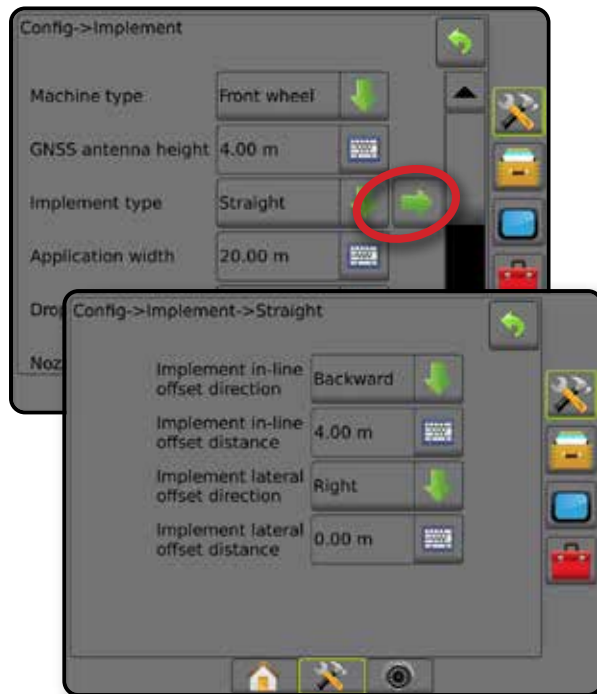 Config->Implement
Machine type
Front wheel
GNSS antenna height
4.00 m
Implement type
Straight
Application width
20.00 m
Config->Implement->Straight
Implement in-line
offset direction
Backward
Implement in-line
offset distance
4.00 m
Implement lateral
offset direction
Right
Implement lateral
offset distance
0.00 m